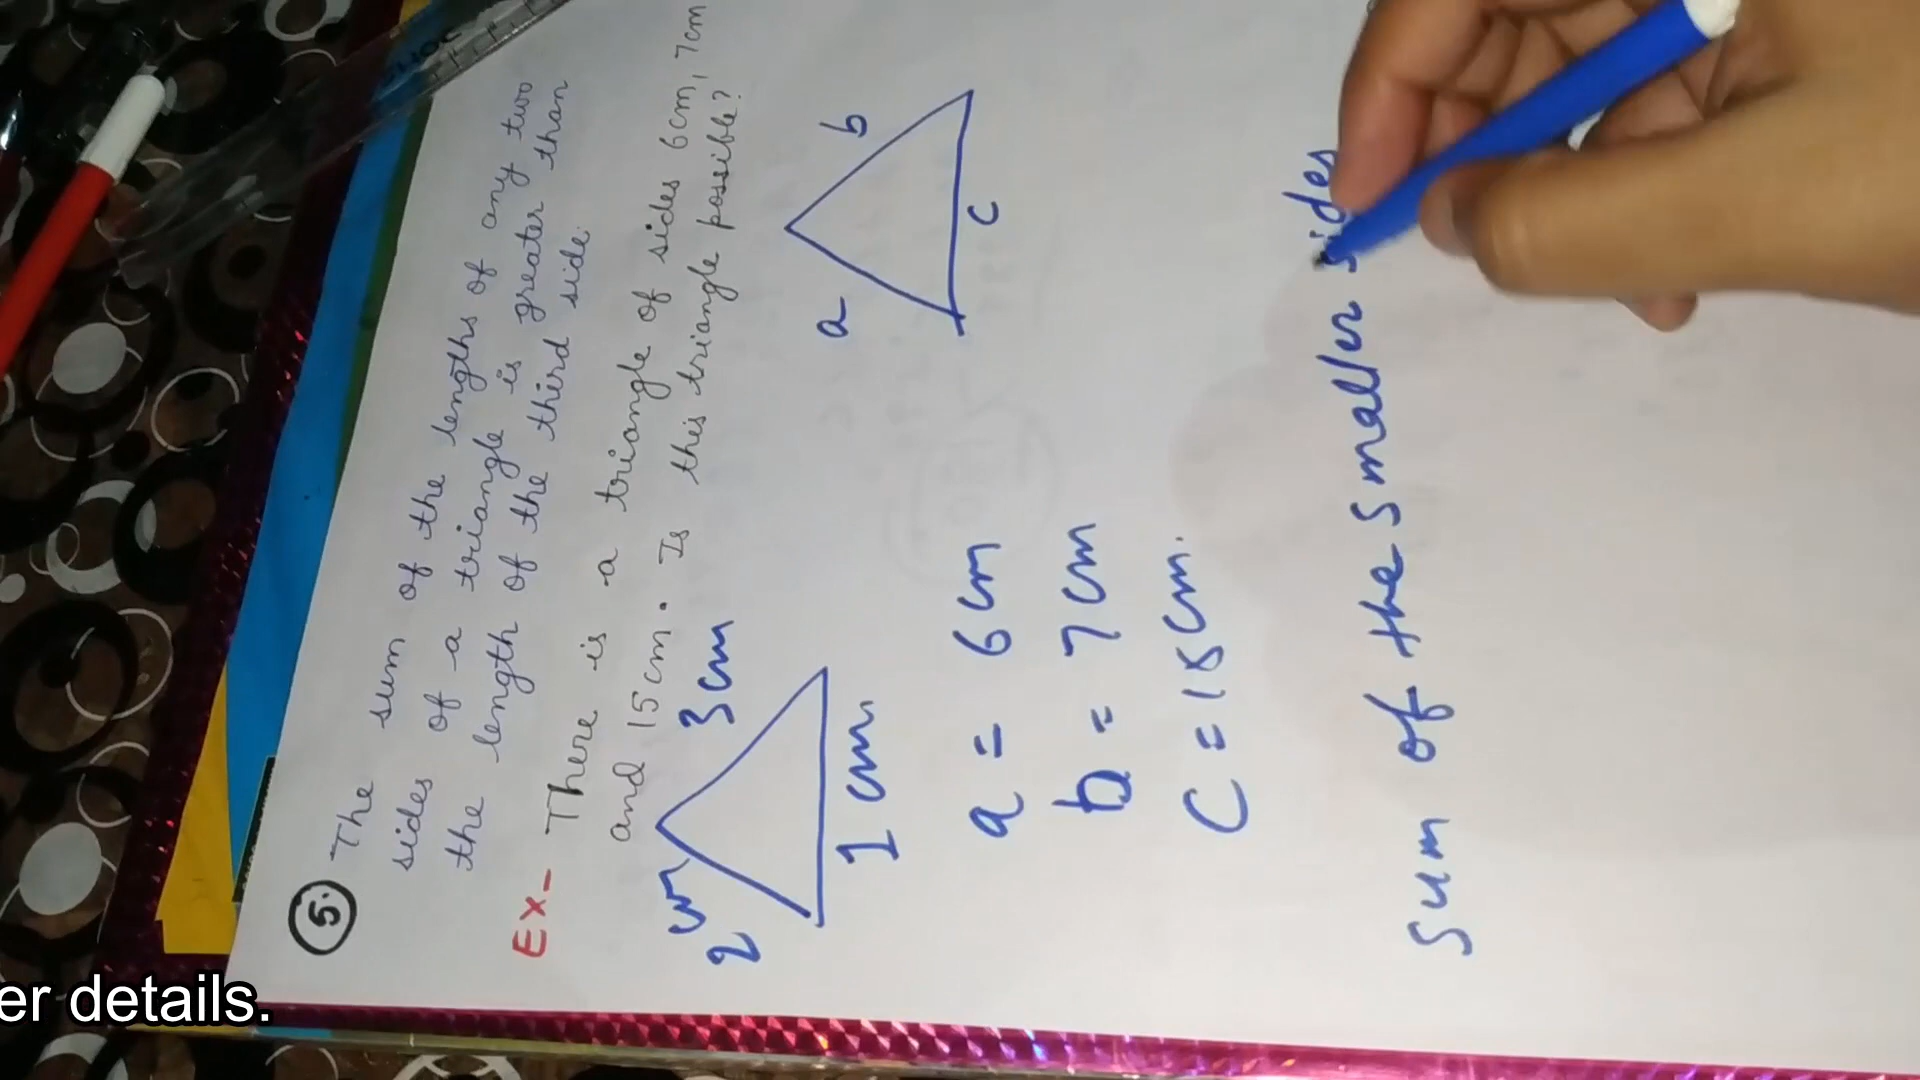 5.
The sum of the lengths of any two
sides of a triangle is greater than
the length of the third side.
Ex- There is a triangle of sides 6cm, 7cm
and 15cm. Is this triangle possible?
2cm
3cm
1cm
a
b
c
a = 6cm
b = 7cm
C = 15cm.
Sum of the smaller sides
er details.